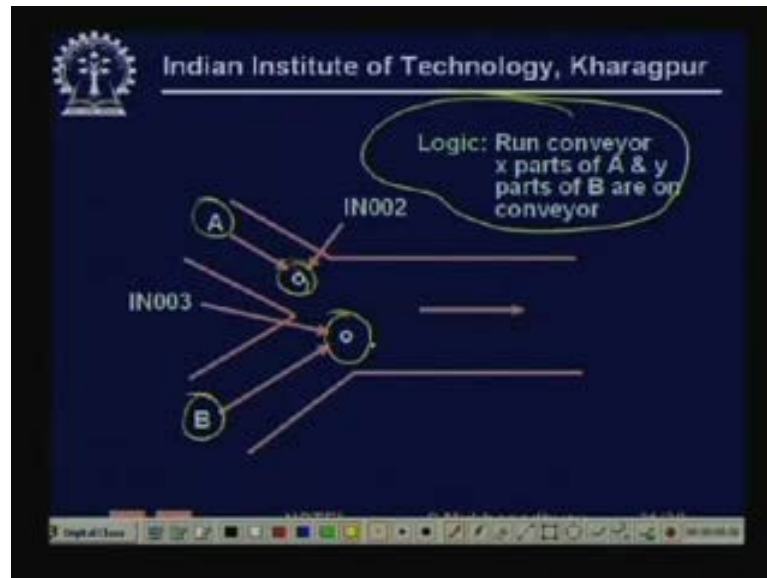 Indian Institute of Technology, Kharagpur
Logic: Run conveyor
x parts of A & y
parts of B are on
conveyor
A
IN002
IN003
B